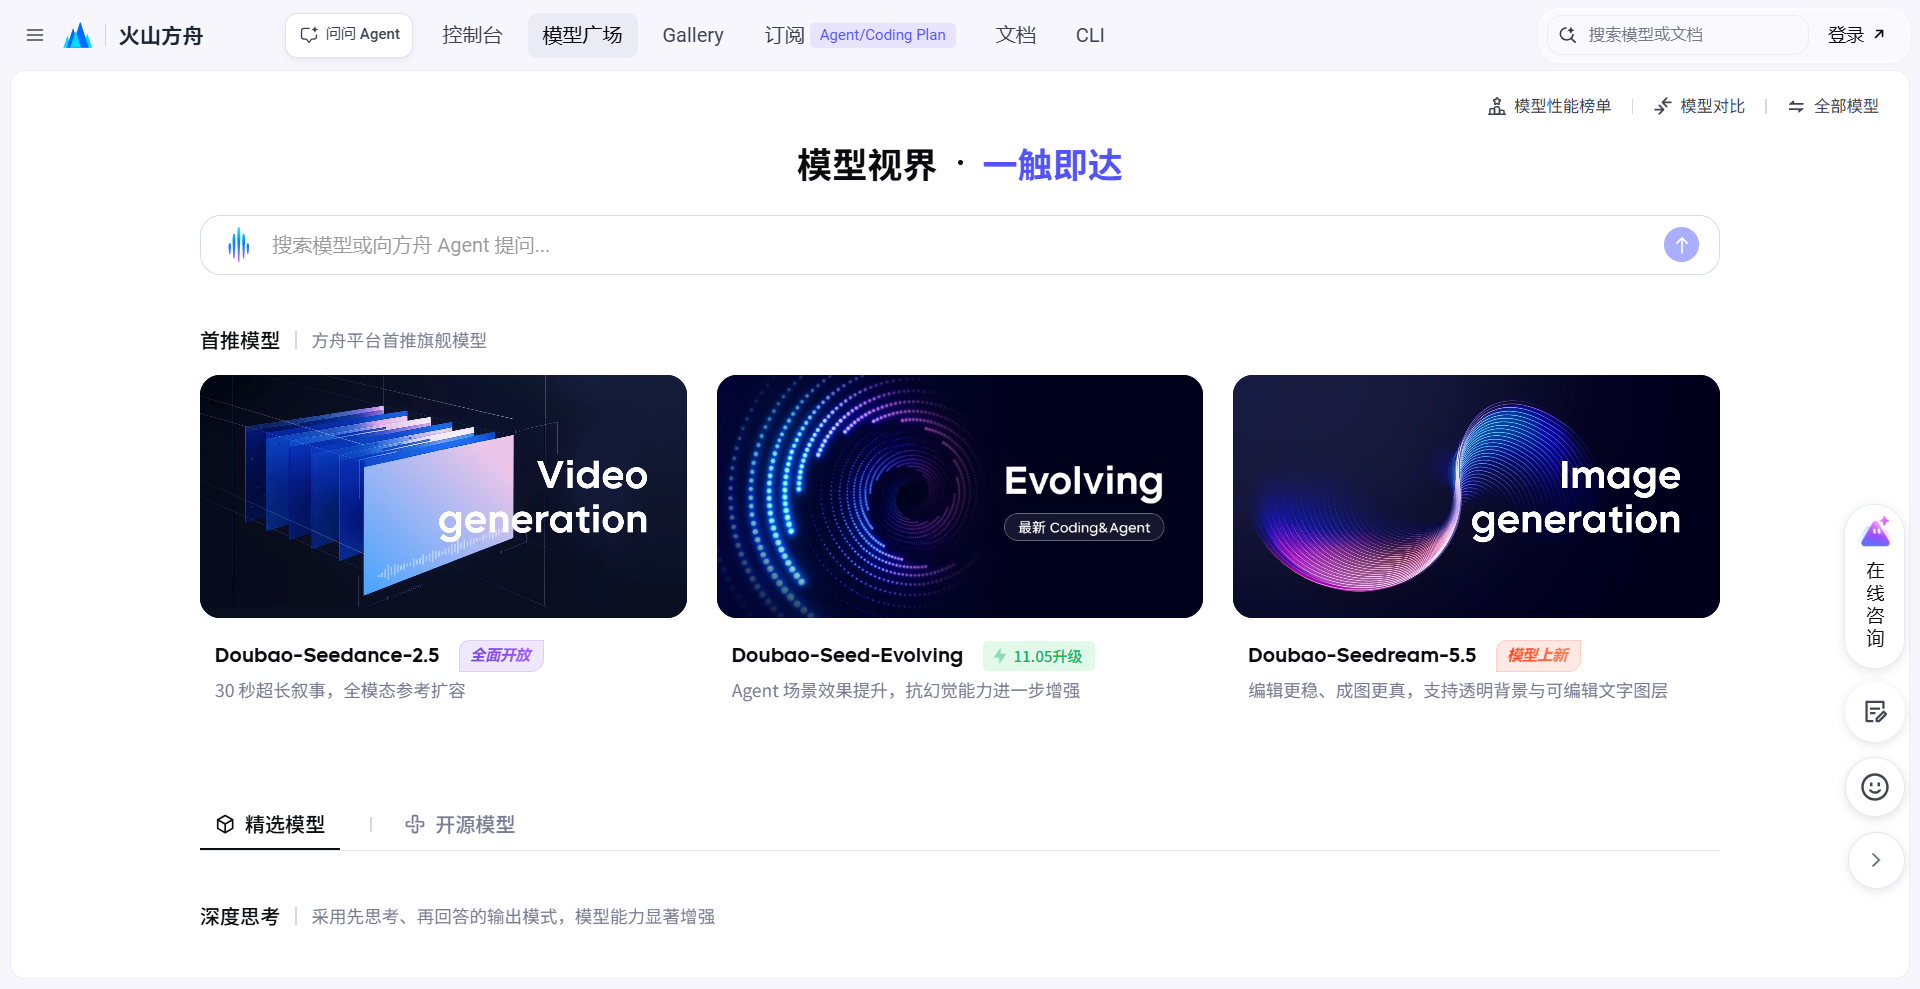 火山方舟
问问 Agent
控制台
模型广场
Gallery
订阅 Agent/Coding Plan
文档
CLI
搜索模型或文档
登录
模型性能榜单
模型对比
全部模型
模型视界 · 一触即达
搜索模型或向方舟 Agent 提问...
首推模型
方舟平台首推旗舰模型
Video
generation
Evolving
最新 Coding&Agent
Image
generation
Doubao-Seedance-2.5 全面开放
30 秒超长叙事，全模态参考扩容
Doubao-Seed-Evolving 11.05升级
Agent 场景效果提升，抗幻觉能力进一步增强
Doubao-Seedream-5.5 模型上新
编辑更稳、成图更真，支持透明背景与可编辑文字图层
在线咨询
精选模型
开源模型
深度思考
采用先思考、再回答的输出模式，模型能力显著增强